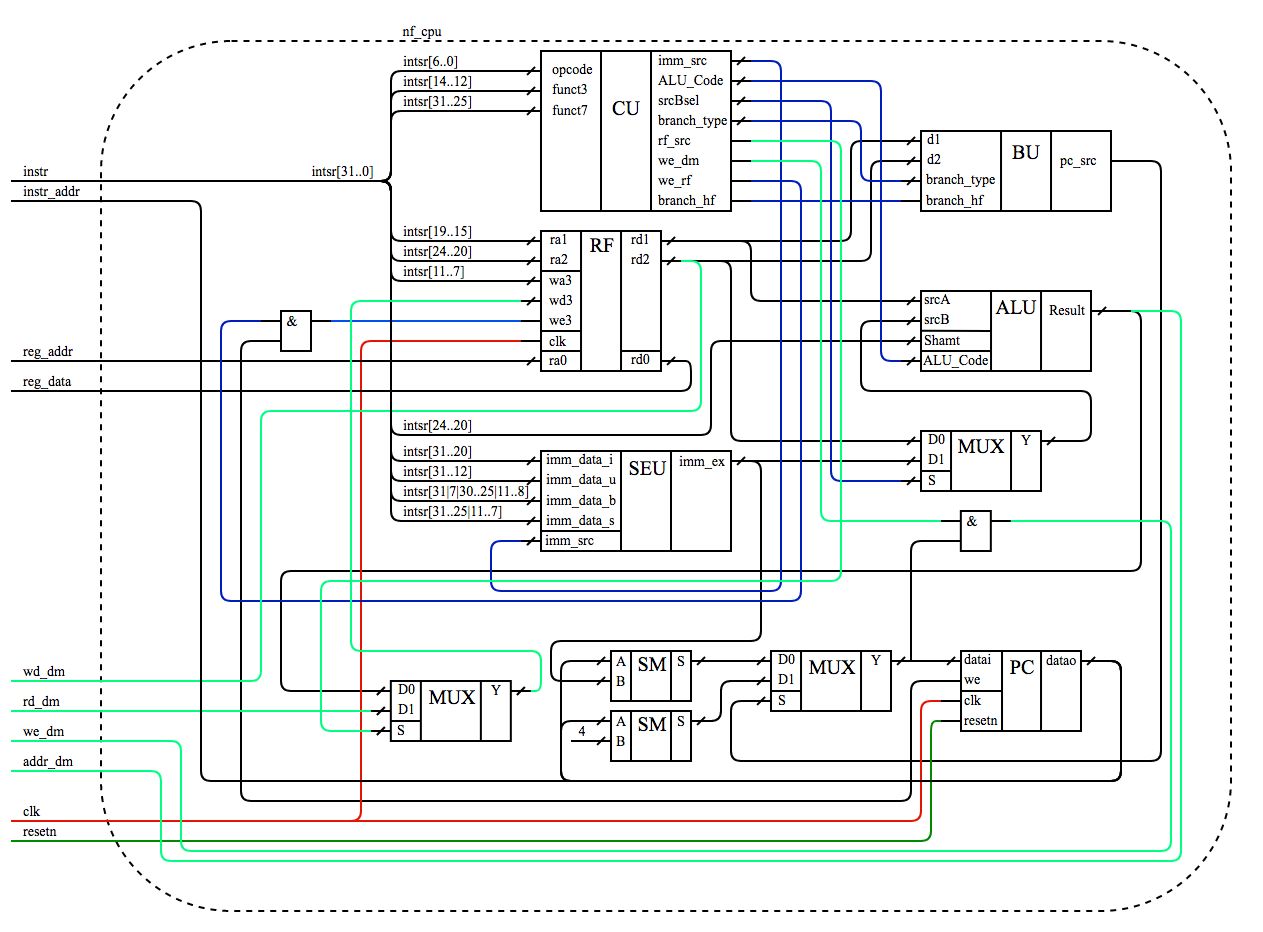 nf_cpu
intsr[6..0]
intsr[14..12]
intsr[31..25]
opcode
funct3
funct7
CU
imm_src
ALU_Code
srcBsel
branch_type
rf_src
we_dm
we_rf
branch_hf
d1
d2
branch_type
branch_hf
BU
pc_src
instr
instr_addr
intsr[31..0]
intsr[19..15]
intsr[24..20]
intsr[11..7]
ra1
ra2
wa3
wd3
we3
clk
ra0
RF
rd1
rd2
rd0
&
reg_addr
reg_data
srcA
srcB
Shamt
ALU_Code
ALU
Result
intsr[24..20]
intsr[31..20]
intsr[31..12]
intsr[31|7|30..25|11..8]
intsr[31..25|11..7]
imm_data_i
imm_data_u
imm_data_b
imm_data_s
imm_src
SEU
imm_ex
D0
D1
S
MUX
Y
&
wd_dm
rd_dm
we_dm
addr_dm
clk
resetn
D0
D1
S
MUX
Y
A
B
SM
S
4
A
B
SM
S
D0
D1
S
MUX
Y
datai
we
clk
resetn
PC
datao